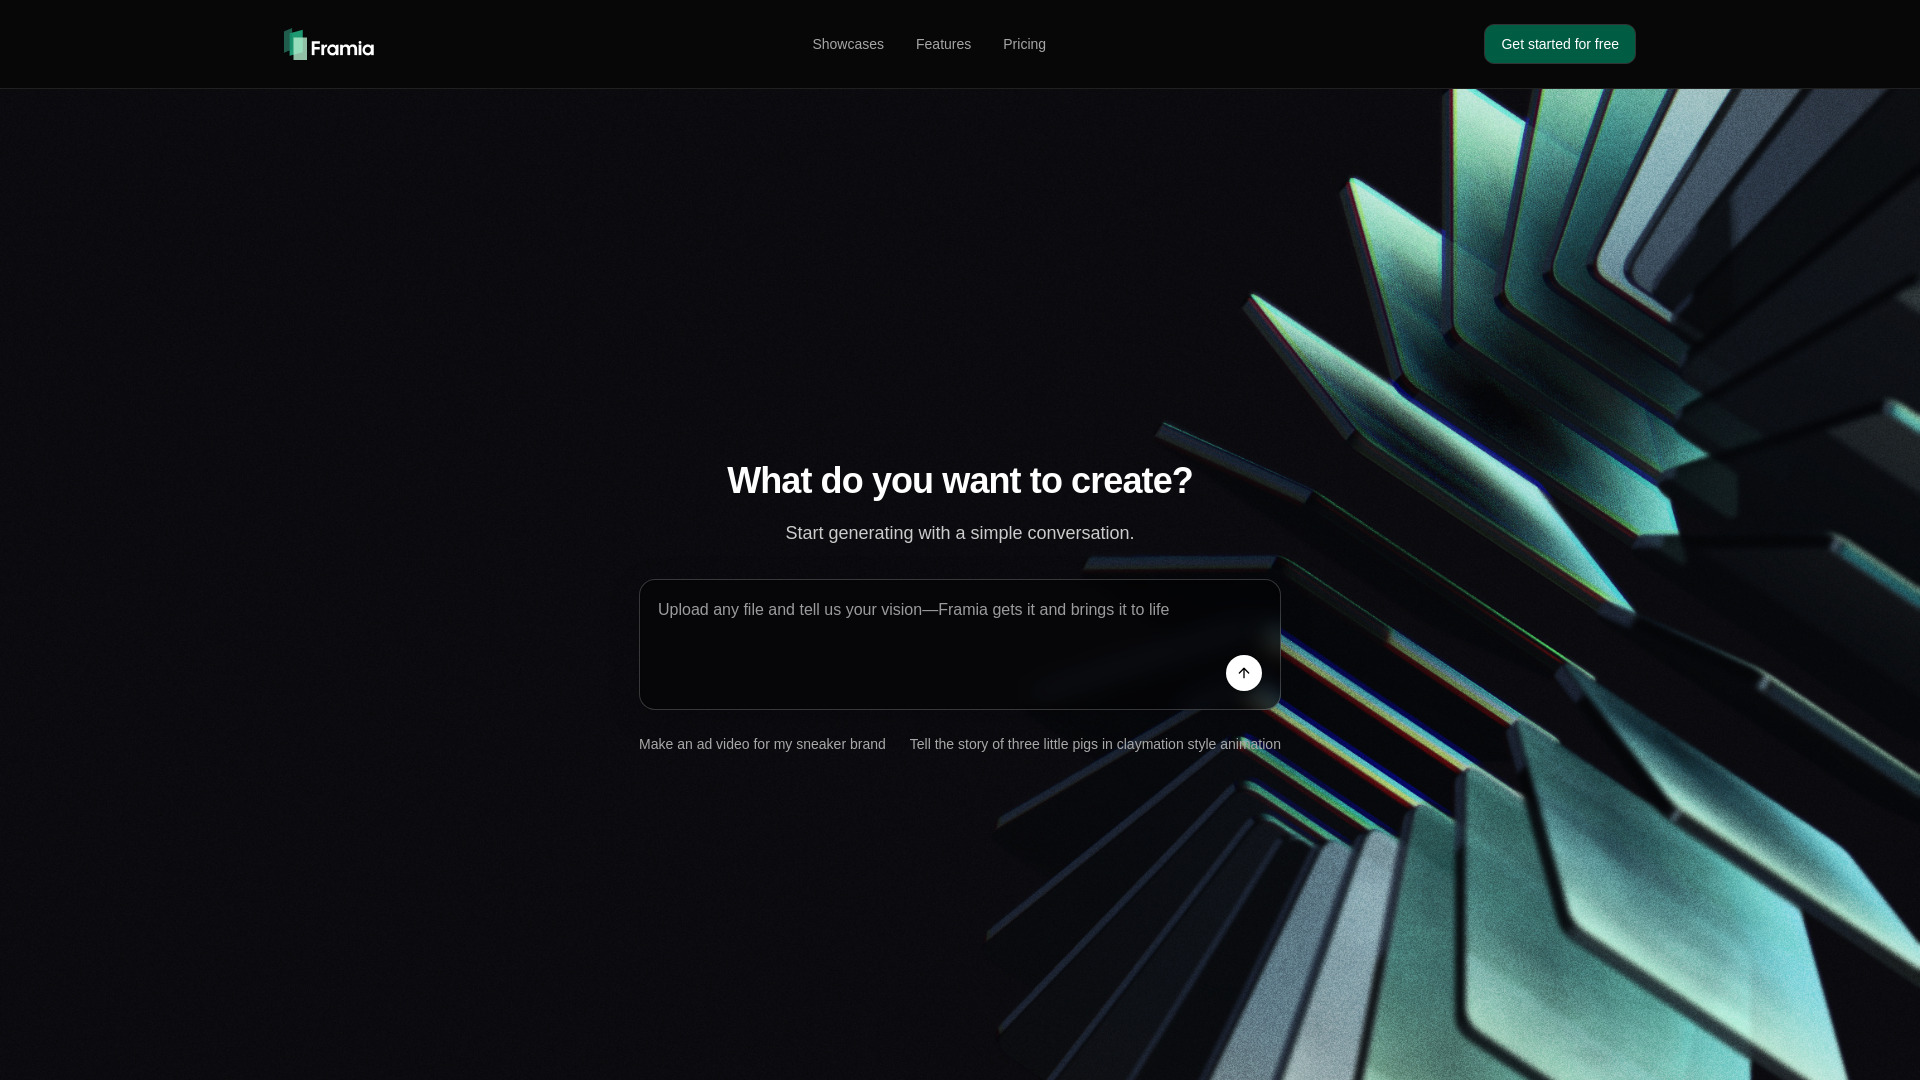 Framia
Showcases
Features
Pricing
Get started for free
What do you want to create?
Start generating with a simple conversation.
Upload any file and tell us your vision—Framia gets it and brings it to life
Make an ad video for my sneaker brand
Tell the story of three little pigs in claymation style animation